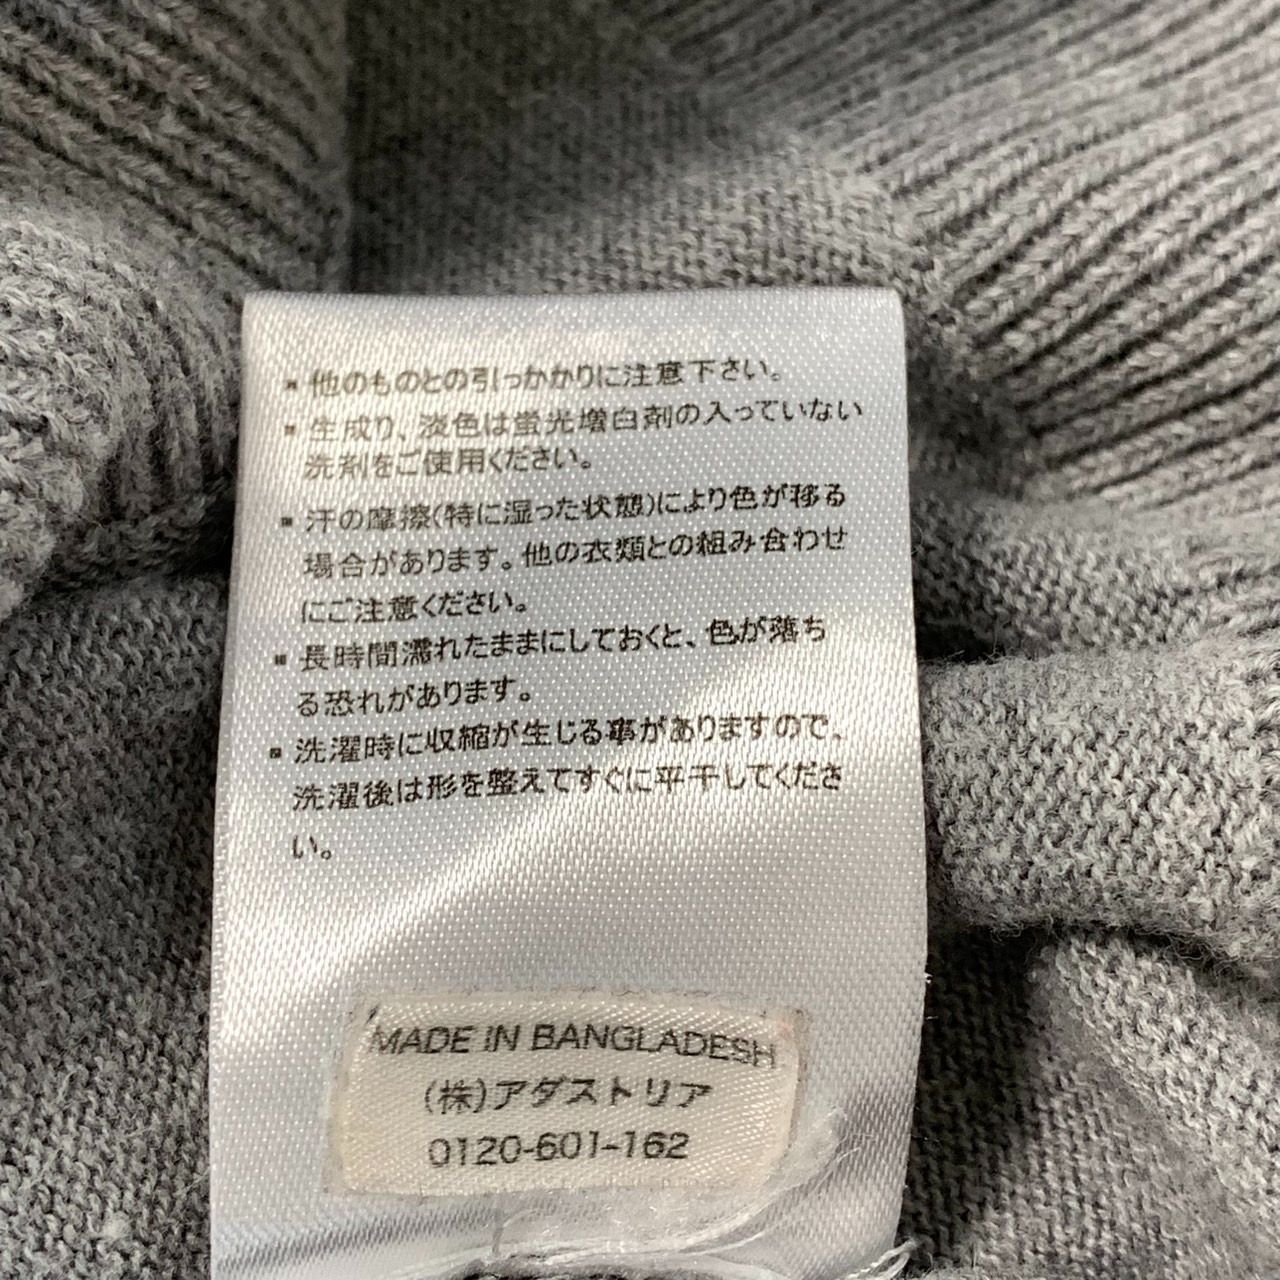 ▪ 他のものとの引っかかりに注意下さい。
▪ 生成り、淡色は蛍光増白剤の入っていない
洗剤をご使用ください。
▪ 汗の摩擦(特に湿った状態)により色が移る
場合があります。他の衣類との組み合わせ
にご注意ください。
▪ 長時間濡れたままにしておくと、色が落ち
る恐れがあります。
▪ 洗濯時に収縮が生じる事がありますので、
洗濯後は形を整えてすぐに平干してくださ
い。
MADE IN BANGLADESH
(株)アダストリア
0120-601-162